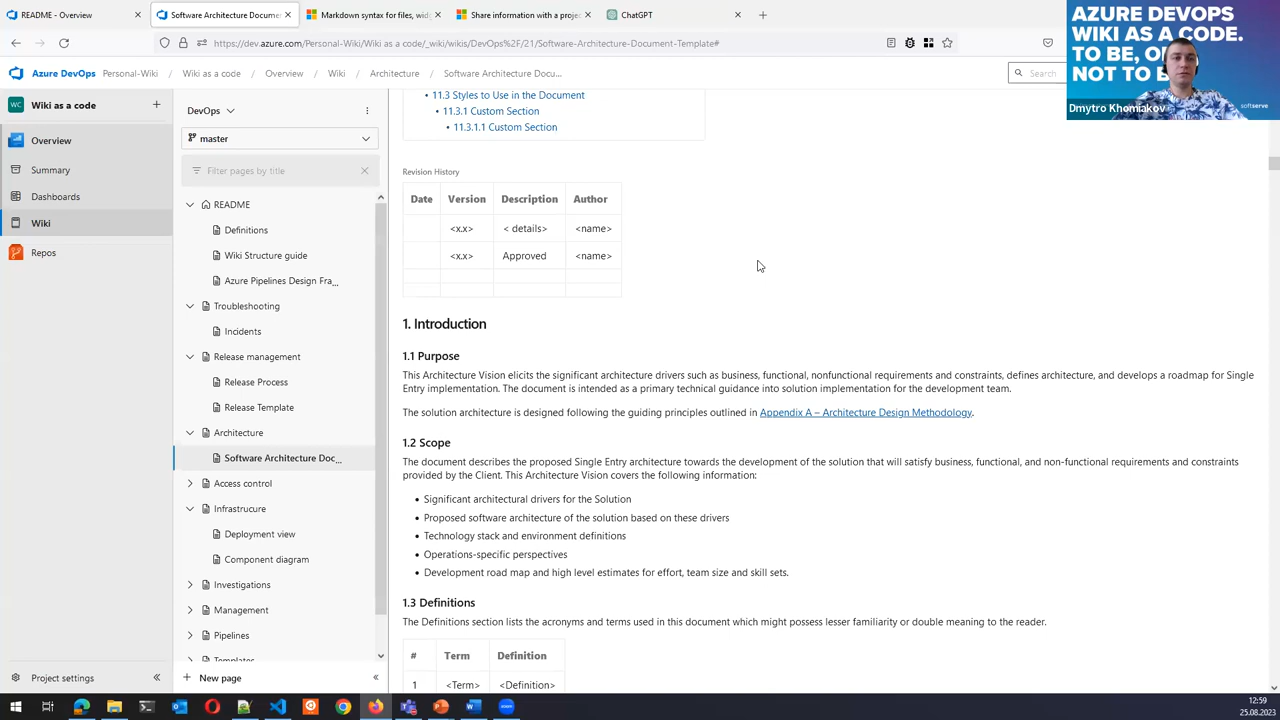 README - Overview
Software Architecture Docume
Markdown syntax for files, widg
Share information with a proje
ChatGPT
https://dev.azure.com/Personal-Wiki/Wiki as a code/_wiki/wikis/DevOps%2F/21/Software-Architecture-Document-Template#
AZURE DEVOPS
WIKI AS A CODE.
TO BE, O
NOT TO BE
Dmytro Khomiakov
softserve
Azure DevOps
Personal-Wiki / Wiki as a code / Overview / Wiki / Architecture / Software Architecture Docu...
Search
WC
Wiki as a code
Overview
Summary
Dashboards
Wiki
Repos
Project settings
DevOps
master
Filter pages by title
README
Definitions
Wiki Structure guide
Azure Pipelines Design Fra...
Troubleshooting
Incidents
Release management
Release Process
Release Template
Architecture
Software Architecture Doc...
Access control
Infrastrucure
Deployment view
Component diagram
Investigations
Management
Pipelines
Templates
New page
11.3 Styles to Use in the Document
11.3.1 Custom Section
11.3.1.1 Custom Section
Revision History
Date Version Description Author
<x.x> < details> <name>
<x.x> Approved <name>
1. Introduction
1.1 Purpose
This Architecture Vision elicits the significant architecture drivers such as business, functional, nonfunctional requirements and constraints, defines architecture, and develops a roadmap for Single
Entry implementation. The document is intended as a primary technical guidance into solution implementation for the development team.
The solution architecture is designed following the guiding principles outlined in Appendix A – Architecture Design Methodology.
1.2 Scope
The document describes the proposed Single Entry architecture towards the development of the solution that will satisfy business, functional, and non-functional requirements and constraints
provided by the Client. This Architecture Vision covers the following information:
• Significant architectural drivers for the Solution
• Proposed software architecture of the solution based on these drivers
• Technology stack and environment definitions
• Operations-specific perspectives
• Development road map and high level estimates for effort, team size and skill sets.
1.3 Definitions
The Definitions section lists the acronyms and terms used in this document which might possess lesser familiarity or double meaning to the reader.
# Term Definition
1 <Term> <Definition>
12:59
25.08.2023